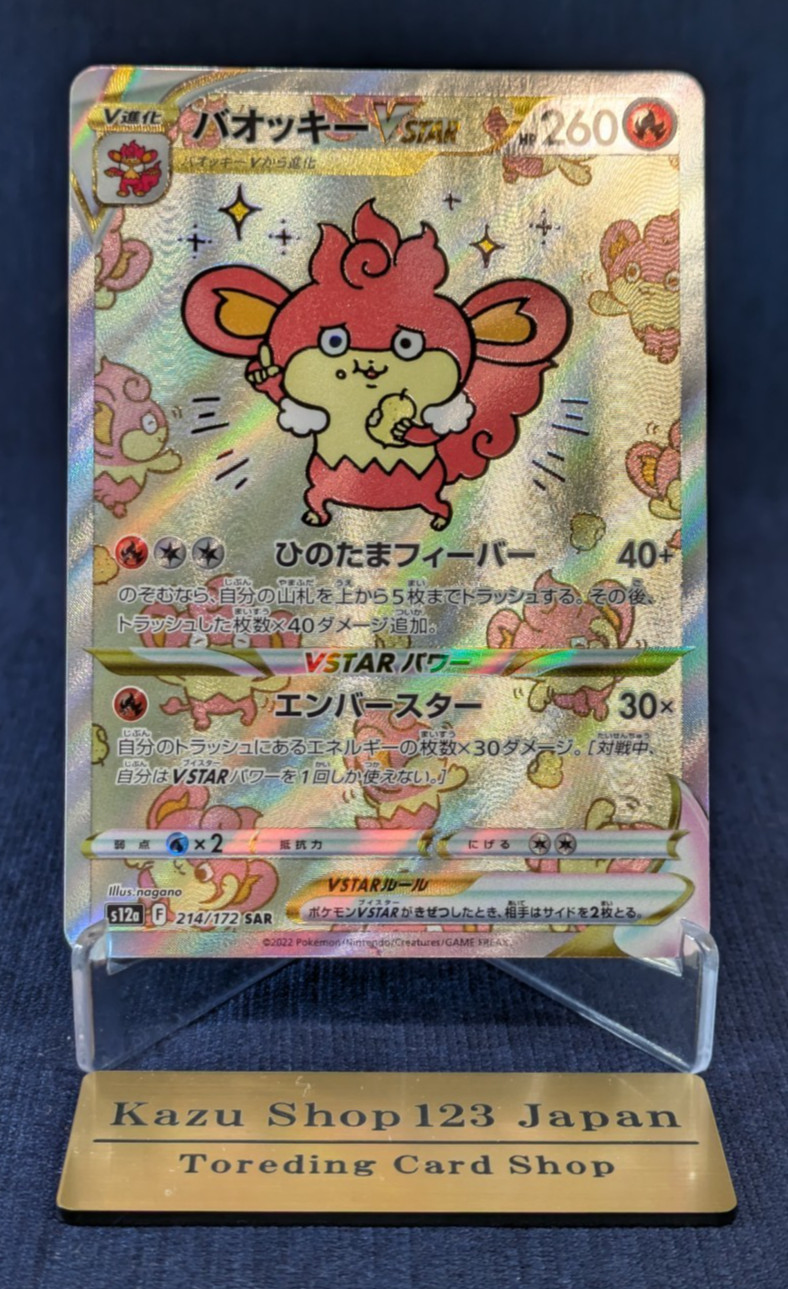 V進化
バオッキーVSTAR HP 260
バオッキーVから進化
ひのたまフィーバー 40+
のぞむなら、自分の山札を上から5枚までトラッシュする。その後、
トラッシュした枚数×40ダメージ追加。
VSTARパワー
エンバースター 30×
自分のトラッシュにあるエネルギーの枚数×30ダメージ。[対戦中、
自分はVSTARパワーを1回しか使えない。]
弱点 ×2 抵抗力 にげる
Illus. nagano
VSTARルール
s12a F 214/172 SAR
ポケモンVSTARがきぜつしたとき、相手はサイドを2枚とる。
©2022 Pokémon/Nintendo/Creatures/GAME FREAK.
Kazu Shop 123 Japan
Toreding Card Shop